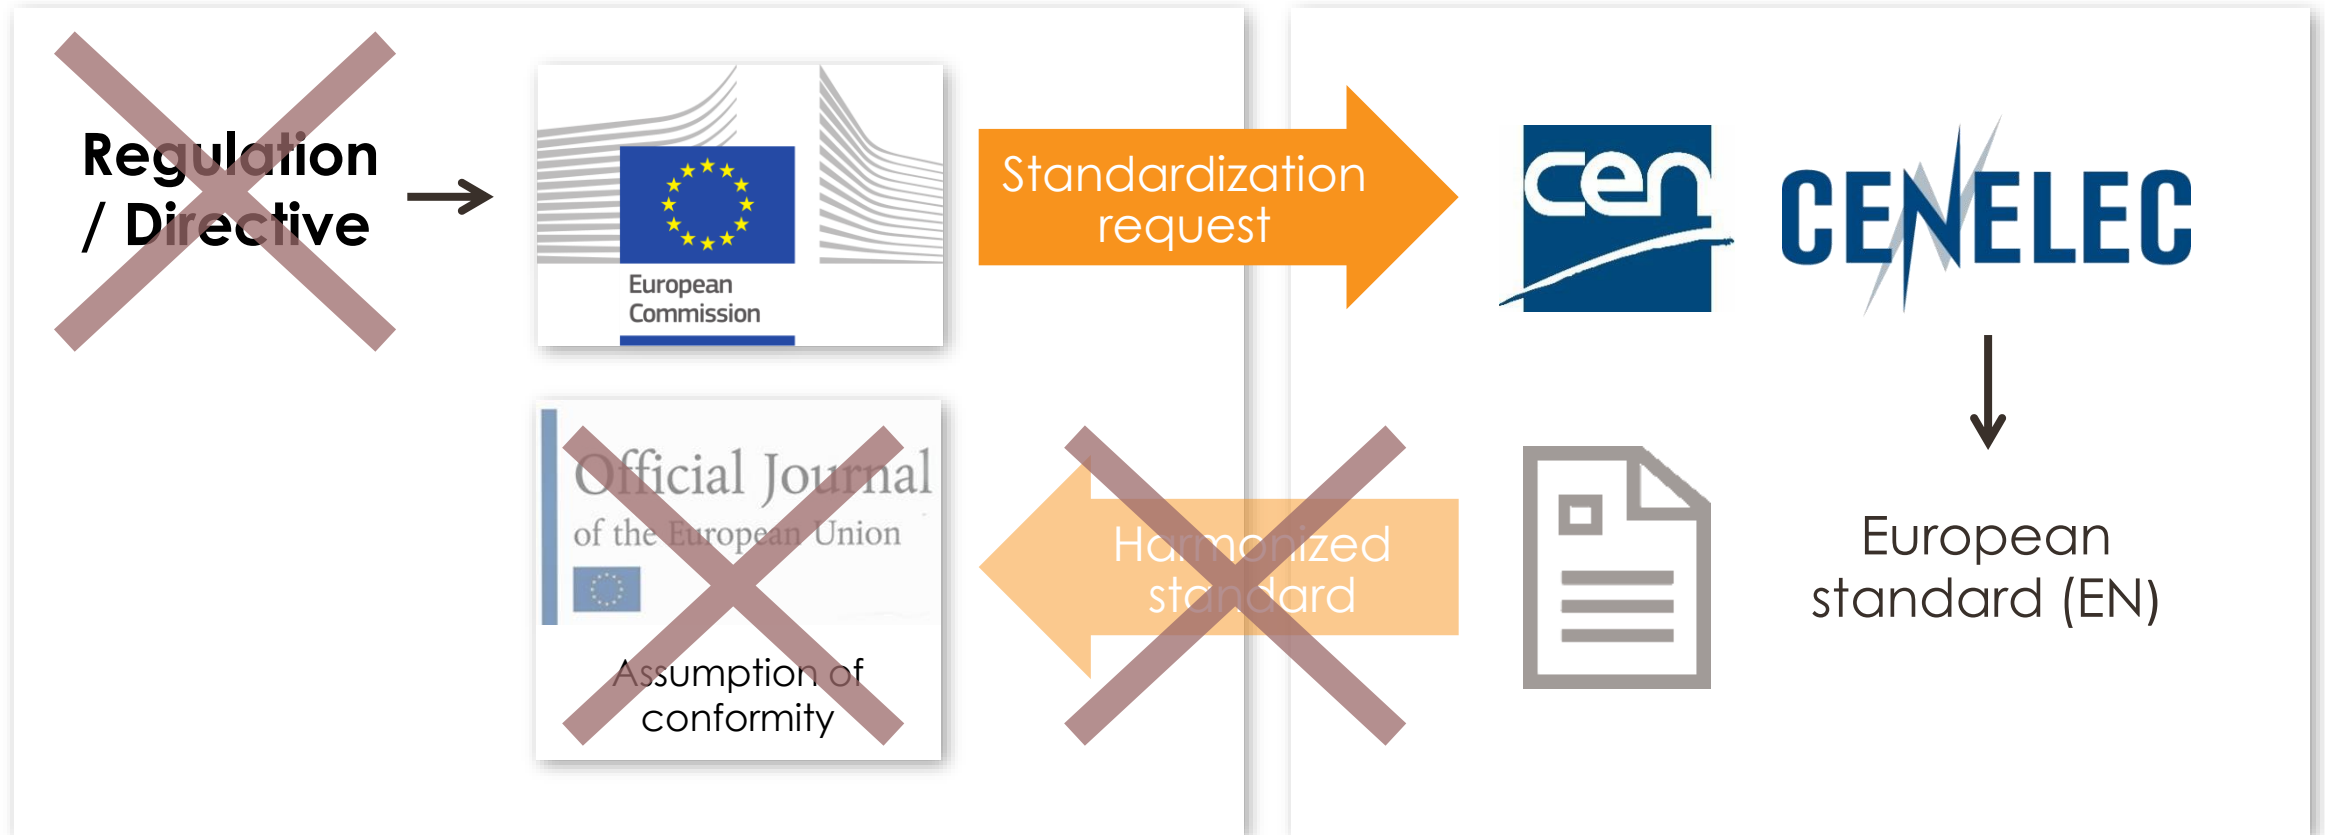 Regulation
/ Directive
European
Commission
Standardization
request
cen
CENELEC
Official Journal
of the European Union
Assumption of
conformity
Harmonized
standard
European
standard (EN)